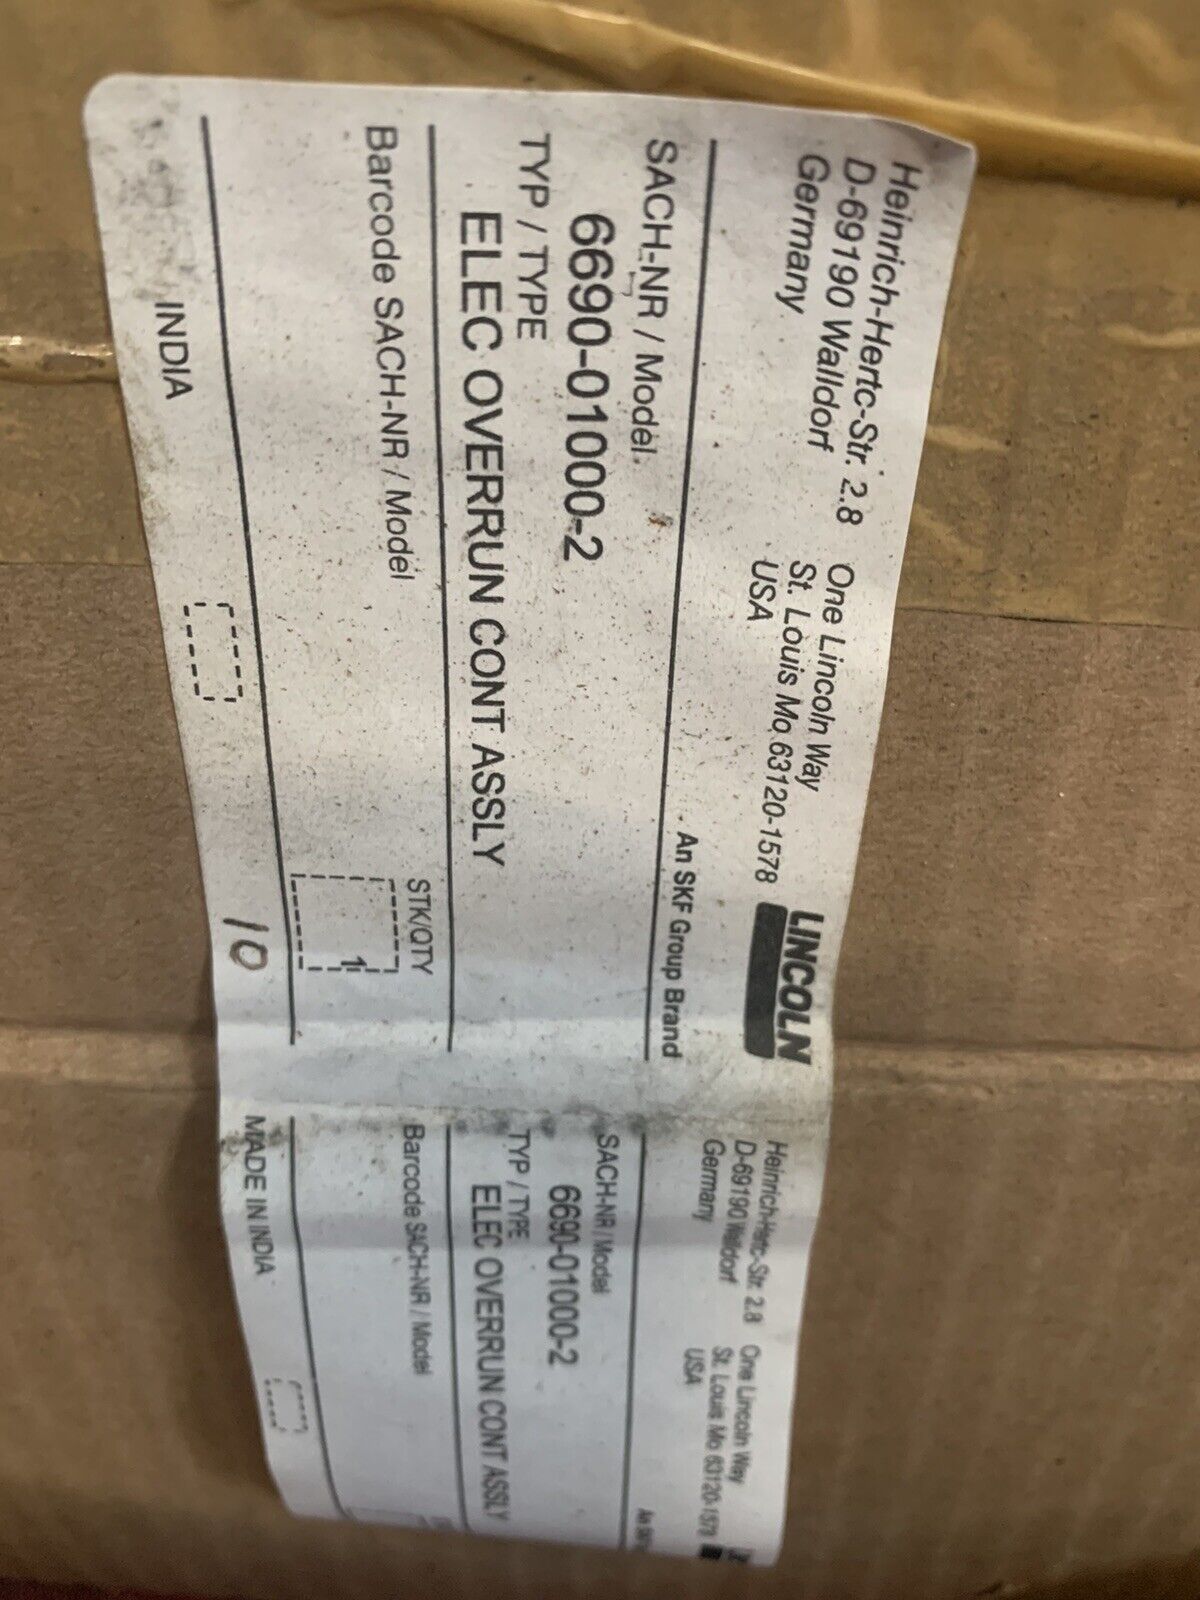 Heinrich-Hertc-Str. 2.8
D-69190 Walldorf
Germany
One Lincoln Way
St. Louis Mo 63120-1578
USA
LINCOLN
An SKF Group Brand
SACH-NR / Model
6690-01000-2
TYP / TYPE
ELEC OVERRUN CONT ASSLY
Barcode SACH-NR / Model
STK/QTY
1
INDIA
10
Heinrich-Hertc-Str. 2.8
D-69190 Walldorf
Germany
One Lincoln Way
St. Louis Mo 63120-1578
USA
SACH-NR / Model
6690-01000-2
TYP / TYPE
ELEC OVERRUN CONT ASSLY
Barcode SACH-NR / Model
MADE IN INDIA